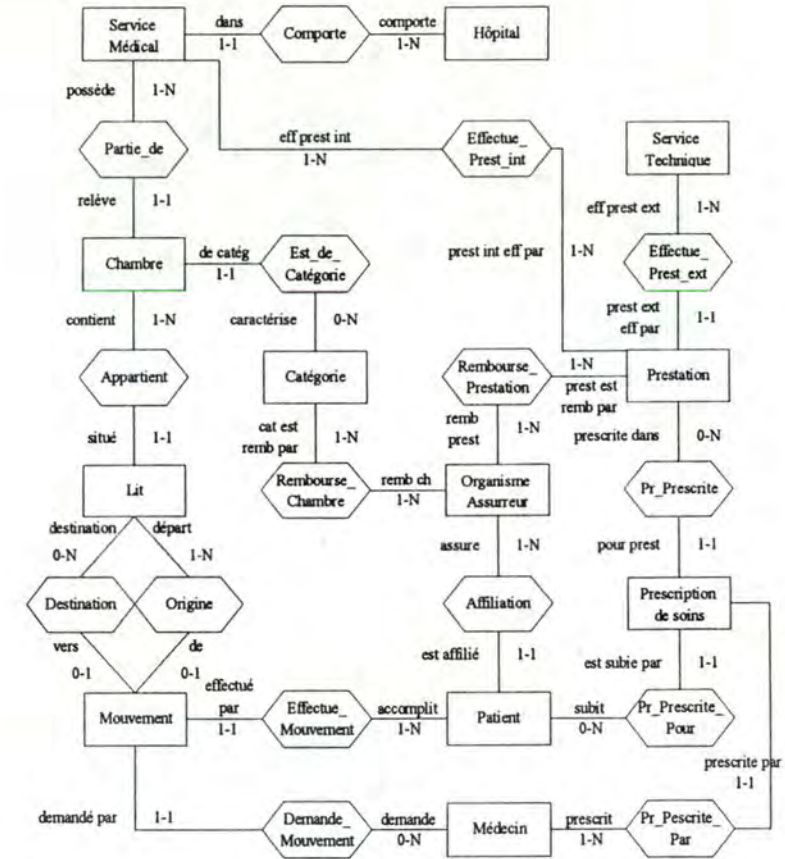 Service
Médical
dans
1-1
Comporte
comporte
1-N
Hôpital
possède
1-N
Partie_de
eff prest int
1-N
Effectue_
Prest_int
Service
Technique
relève
1-1
eff prest ext
1-N
Chambre
de catég
1-1
Est_de_
Catégorie
prest int eff par
1-N
Effectue_
Prest_ext
contient
1-N
caractérise
0-N
prest ext
eff par
1-1
Appartient
Catégorie
Rembourse_
Prestation
1-N
prest est
remb par
Prestation
situé
1-1
cat est
remb par
1-N
remb
prest
1-N
prescrite dans
0-N
Lit
Rembourse_
Chambre
remb ch
1-N
Organisme
Assurreur
Pr_Prescrite
destination
0-N
départ
1-N
assure
1-N
pour prest
1-1
Destination
Origine
Affiliation
Prescription
de soins
vers
0-1
de
0-1
est affilié
1-1
est subie par
1-1
Mouvement
effectué
par
1-1
Effectue_
Mouvement
accomplit
1-N
Patient
subit
0-N
Pr_Prescrite_
Pour
prescrite par
1-1
demandé par
1-1
Demande_
Mouvement
demande
0-N
Médecin
prescrit
1-N
Pr_Pescrite_
Par